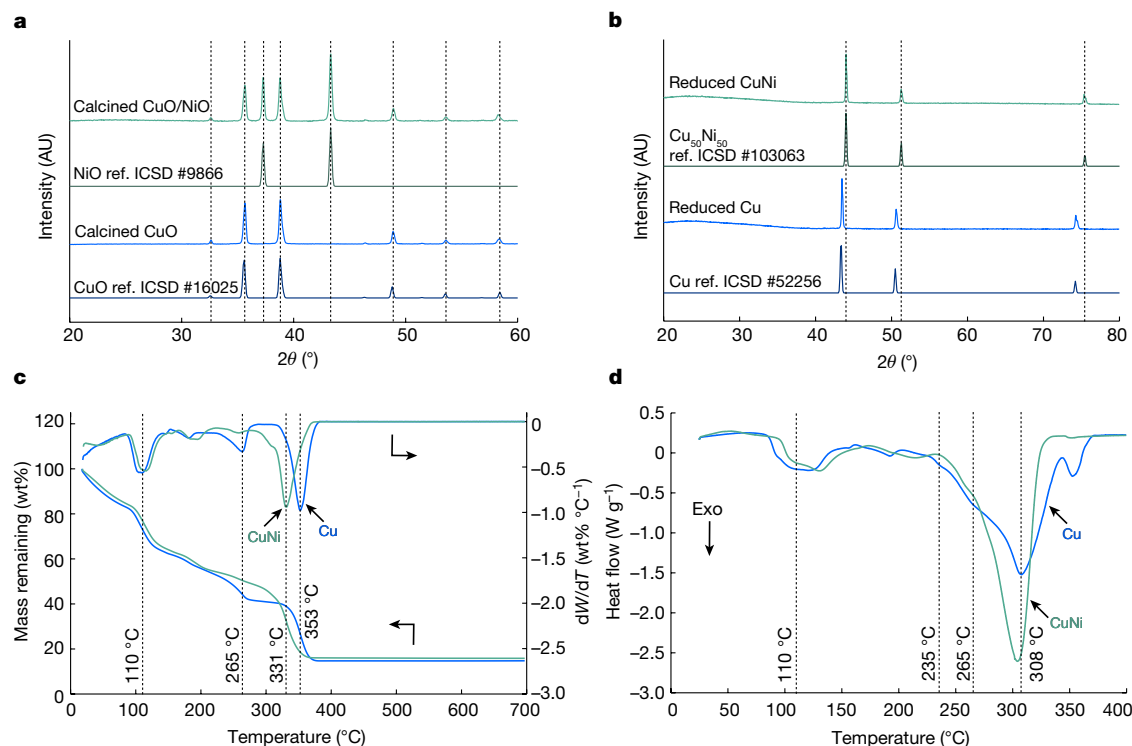 a
Intensity (AU)
Calcined CuO/NiO
NiO ref. ICSD #9866
Calcined CuO
CuO ref. ICSD #16025
20 30 40 50 60
2θ (°)
b
Intensity (AU)
Reduced CuNi
Cu₅₀Ni₅₀
ref. ICSD #103063
Reduced Cu
Cu ref. ICSD #52256
20 30 40 50 60 70 80
2θ (°)
c
Mass remaining (wt%)
120
100
80
60
40
20
0
0
−0.5
−1.0
−1.5
−2.0
−2.5
−3.0
dW/dT (wt% °C⁻¹)
CuNi
Cu
110 °C
265 °C
331 °C
353 °C
0 100 200 300 400 500 600 700
Temperature (°C)
d
Heat flow (W g⁻¹)
0.5
0
−0.5
−1.0
−1.5
−2.0
−2.5
−3.0
Exo
Cu
CuNi
110 °C
235 °C
265 °C
308 °C
0 50 100 150 200 250 300 350 400
Temperature (°C)